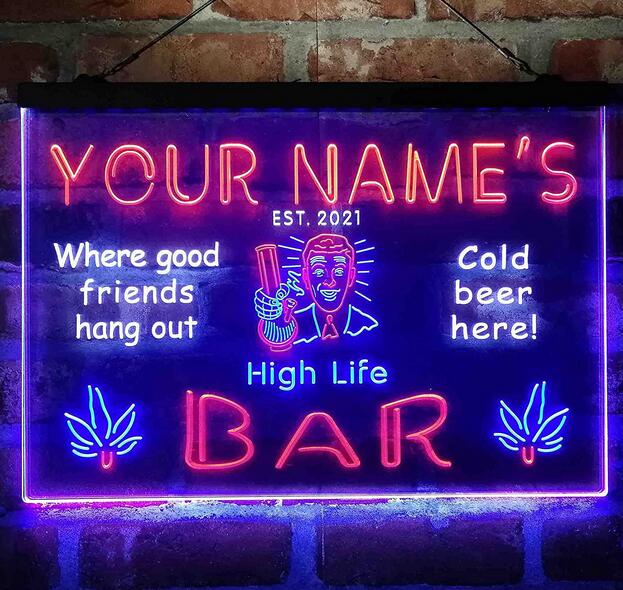 YOUR NAME'S
EST. 2021
Where good
friends
hang out
Cold
beer
here!
High Life
BAR